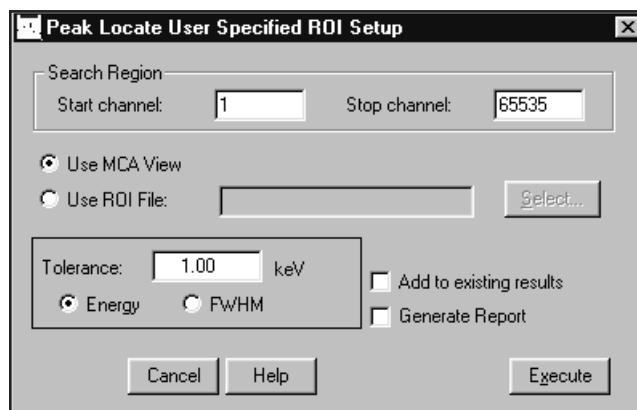 Peak Locate User Specified ROI Setup
Search Region
Start channel: 1 Stop channel: 65535
Use MCA View
Use ROI File: Select...
Tolerance: 1.00 keV
Energy FWHM
Add to existing results
Generate Report
Cancel Help Execute